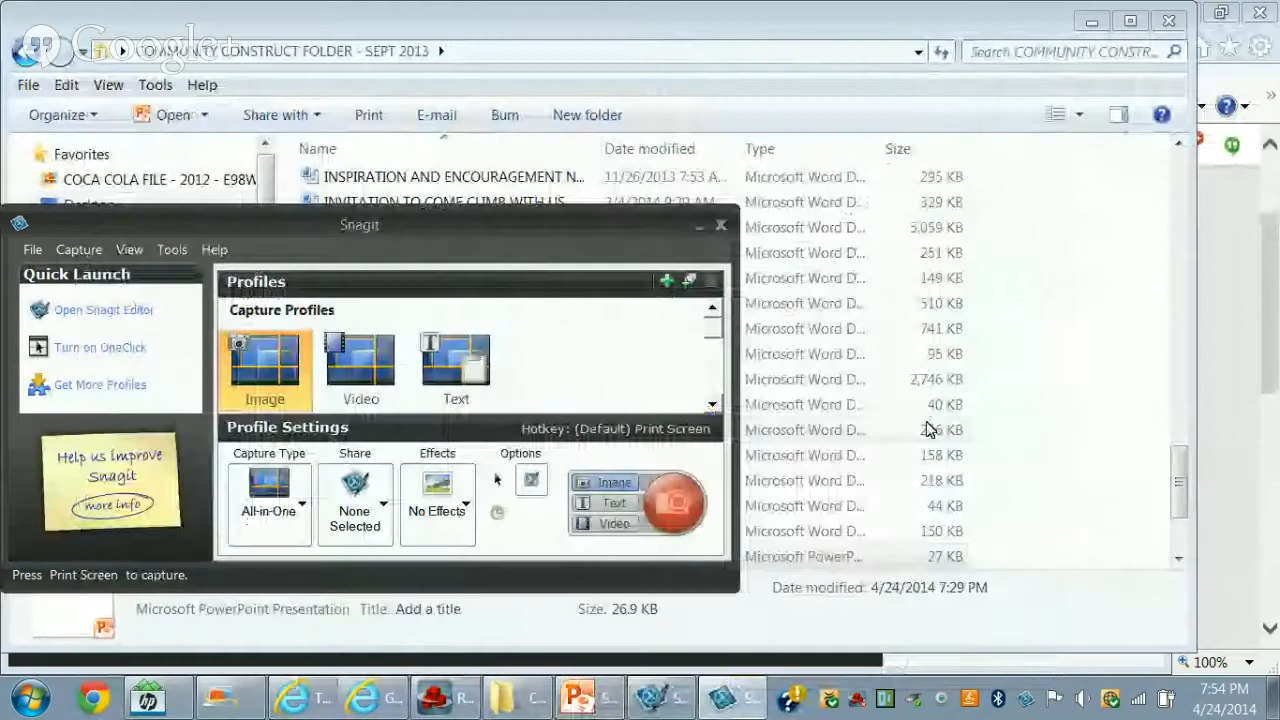 Google+
COMMUNITY CONSTRUCT FOLDER - SEPT 2013
Search COMMUNITY CONSTR...
File Edit View Tools Help
Organize Open Share with Print E-mail Burn New folder
Name Date modified Type Size
Favorites
COCA COLA FILE - 2012 - E98W
INSPIRATION AND ENCOURAGEMENT N... 11/26/2013 7:53 A... Microsoft Word D... 295 KB
INVITATION TO COME CLIMB WITH US Microsoft Word D... 329 KB
Microsoft Word D... 5,059 KB
Microsoft Word D... 251 KB
Microsoft Word D... 149 KB
Microsoft Word D... 510 KB
Microsoft Word D... 741 KB
Microsoft Word D... 95 KB
Microsoft Word D... 2,746 KB
Microsoft Word D... 40 KB
Microsoft Word D... KB
Microsoft Word D... 158 KB
Microsoft Word D... 218 KB
Microsoft Word D... 44 KB
Microsoft Word D... 150 KB
Microsoft PowerP... 27 KB
Snagit
File Capture View Tools Help
Quick Launch
Open Snagit Editor
Turn on OneClick
Get More Profiles
Help us improve
Snagit
more info
Profiles
Capture Profiles
Image Video Text
Profile Settings Hotkey: (Default) Print Screen
Capture Type Share Effects Options
All-in-One None
Selected No Effects
Image
Text
Video
Press Print Screen to capture.
Date modified: 4/24/2014 7:29 PM
Microsoft PowerPoint Presentation Title: Add a title Size: 26.9 KB
100%
T... G... R... C... S... S... S...
7:54 PM
4/24/2014